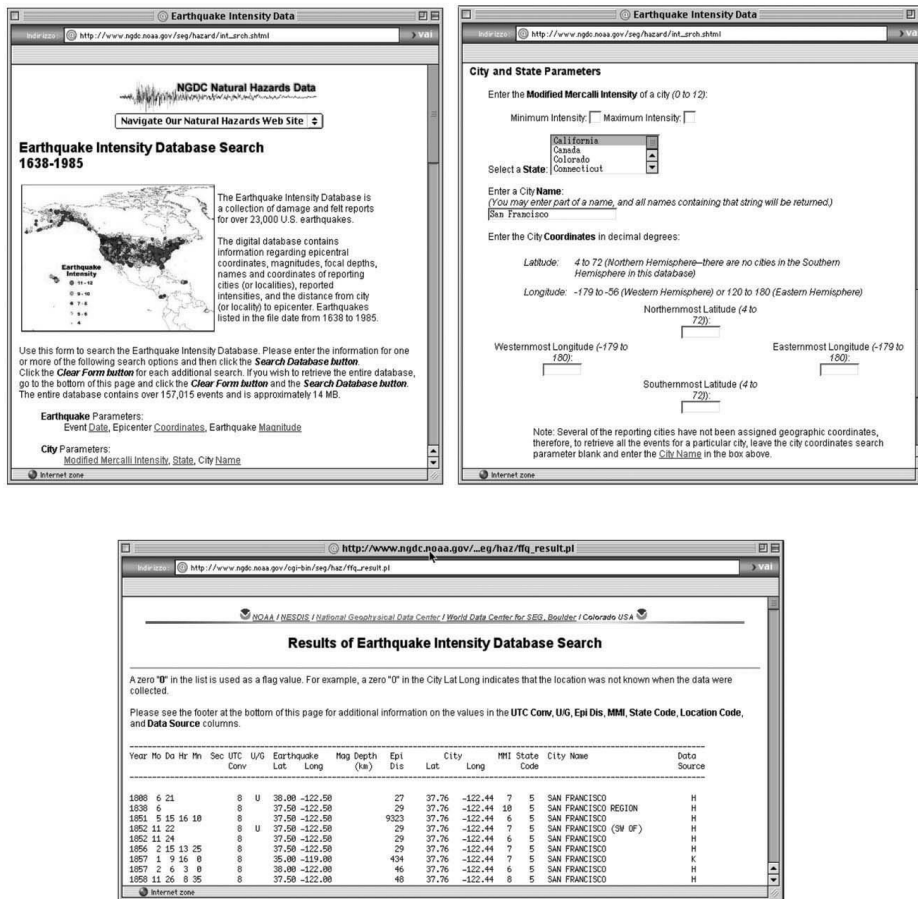 Earthquake Intensity Data
Indirizzo http://www.ngdc.noaa.gov/seg/hazard/int_srch.shtml vai
NGDC Natural Hazards Data
Navigate Our Natural Hazards Web Site
Earthquake Intensity Database Search
1638-1985
The Earthquake Intensity Database is
a collection of damage and felt reports
for over 23,000 U.S. earthquakes.
The digital database contains
information regarding epicentral
coordinates, magnitudes, focal depths,
names and coordinates of reporting
cities (or localities), reported
intensities, and the distance from city
(or locality) to epicenter. Earthquakes
listed in the file date from 1638 to 1985.
Earthquake
Intensity
11 - 12
9 - 10
7 - 8
5 - 6
4
Use this form to search the Earthquake Intensity Database. Please enter the information for one
or more of the following search options and then click the Search Database button.
Click the Clear Form button for each additional search. If you wish to retrieve the entire database,
go to the bottom of this page and click the Clear Form button and the Search Database button.
The entire database contains over 157,015 events and is approximately 14 MB.
Earthquake Parameters:
Event Date, Epicenter Coordinates, Earthquake Magnitude
City Parameters:
Modified Mercalli Intensity, State, City Name
Internet zone
Earthquake Intensity Data
Indirizzo http://www.ngdc.noaa.gov/seg/hazard/int_srch.shtml va
City and State Parameters
Enter the Modified Mercalli Intensity of a city (0 to 12):
Minimum Intensity: Maximum Intensity:
California
Canada
Colorado
Select a State: Connecticut
Enter a City Name:
(You may enter part of a name, and all names containing that string will be returned.)
San Francisco
Enter the City Coordinates in decimal degrees:
Latitude: 4 to 72 (Northern Hemisphere--there are no cities in the Southern
Hemisphere in this database)
Longitude: -179 to -56 (Western Hemisphere) or 120 to 180 (Eastern Hemisphere)
Northernmost Latitude (4 to
72)):
Westernmost Longitude (-179 to
180):
Easternmost Longitude (-179 to
180):
Southernmost Latitude (4 to
72)):
Note: Several of the reporting cities have not been assigned geographic coordinates,
therefore, to retrieve all the events for a particular city, leave the city coordinates search
parameter blank and enter the City Name in the box above.
Internet zone
http://www.ngdc.noaa.gov/...eg/haz/ffq_result.pl
Indirizzo http://www.ngdc.noaa.gov/cgi-bin/seg/haz/ffq_result.pl vai
NOAA / NESDIS / National Geophysical Data Center / World Data Center for SEG, Boulder / Colorado USA
Results of Earthquake Intensity Database Search
A zero "0" in the list is used as a flag value. For example, a zero "0" in the City Lat Long indicates that the location was not known when the data were
collected.
Please see the footer at the bottom of this page for additional information on the values in the UTC Conv, U/G, Epi Dis, MMI, State Code, Location Code,
and Data Source columns.
Year Mo Da Hr Mn Sec UTC U/G Earthquake Mag Depth Epi City MMI State City Name Data
Conv Lat Long (km) Dis Lat Long Code Source
1808 6 21 8 U 38.00 -122.50 27 37.76 -122.44 7 5 SAN FRANCISCO H
1838 6 8 37.50 -122.50 29 37.76 -122.44 10 5 SAN FRANCISCO REGION H
1851 5 15 16 10 8 9323 37.76 -122.44 6 5 SAN FRANCISCO H
1852 11 22 8 U 37.50 -122.50 29 37.76 -122.44 7 5 SAN FRANCISCO (SW OF) H
1852 11 24 8 37.50 -122.50 29 37.76 -122.44 6 5 SAN FRANCISCO H
1856 2 15 13 25 8 37.50 -122.50 29 37.76 -122.44 7 5 SAN FRANCISCO H
1857 1 9 16 0 8 35.00 -119.00 434 37.76 -122.44 7 5 SAN FRANCISCO K
1857 2 6 3 0 8 38.00 -122.00 46 37.76 -122.44 6 5 SAN FRANCISCO H
1858 11 26 8 35 8 37.50 -122.00 48 37.76 -122.44 8 5 SAN FRANCISCO H
Internet zone